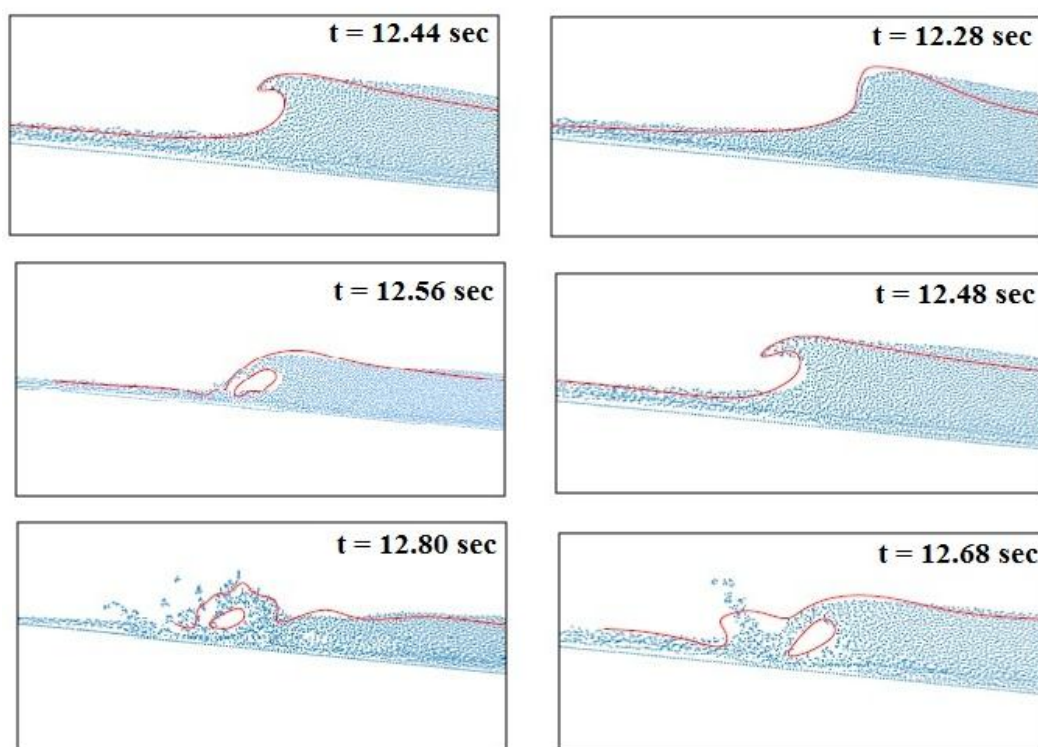 t = 12.44 sec
t = 12.28 sec
t = 12.56 sec
t = 12.48 sec
t = 12.80 sec
t = 12.68 sec